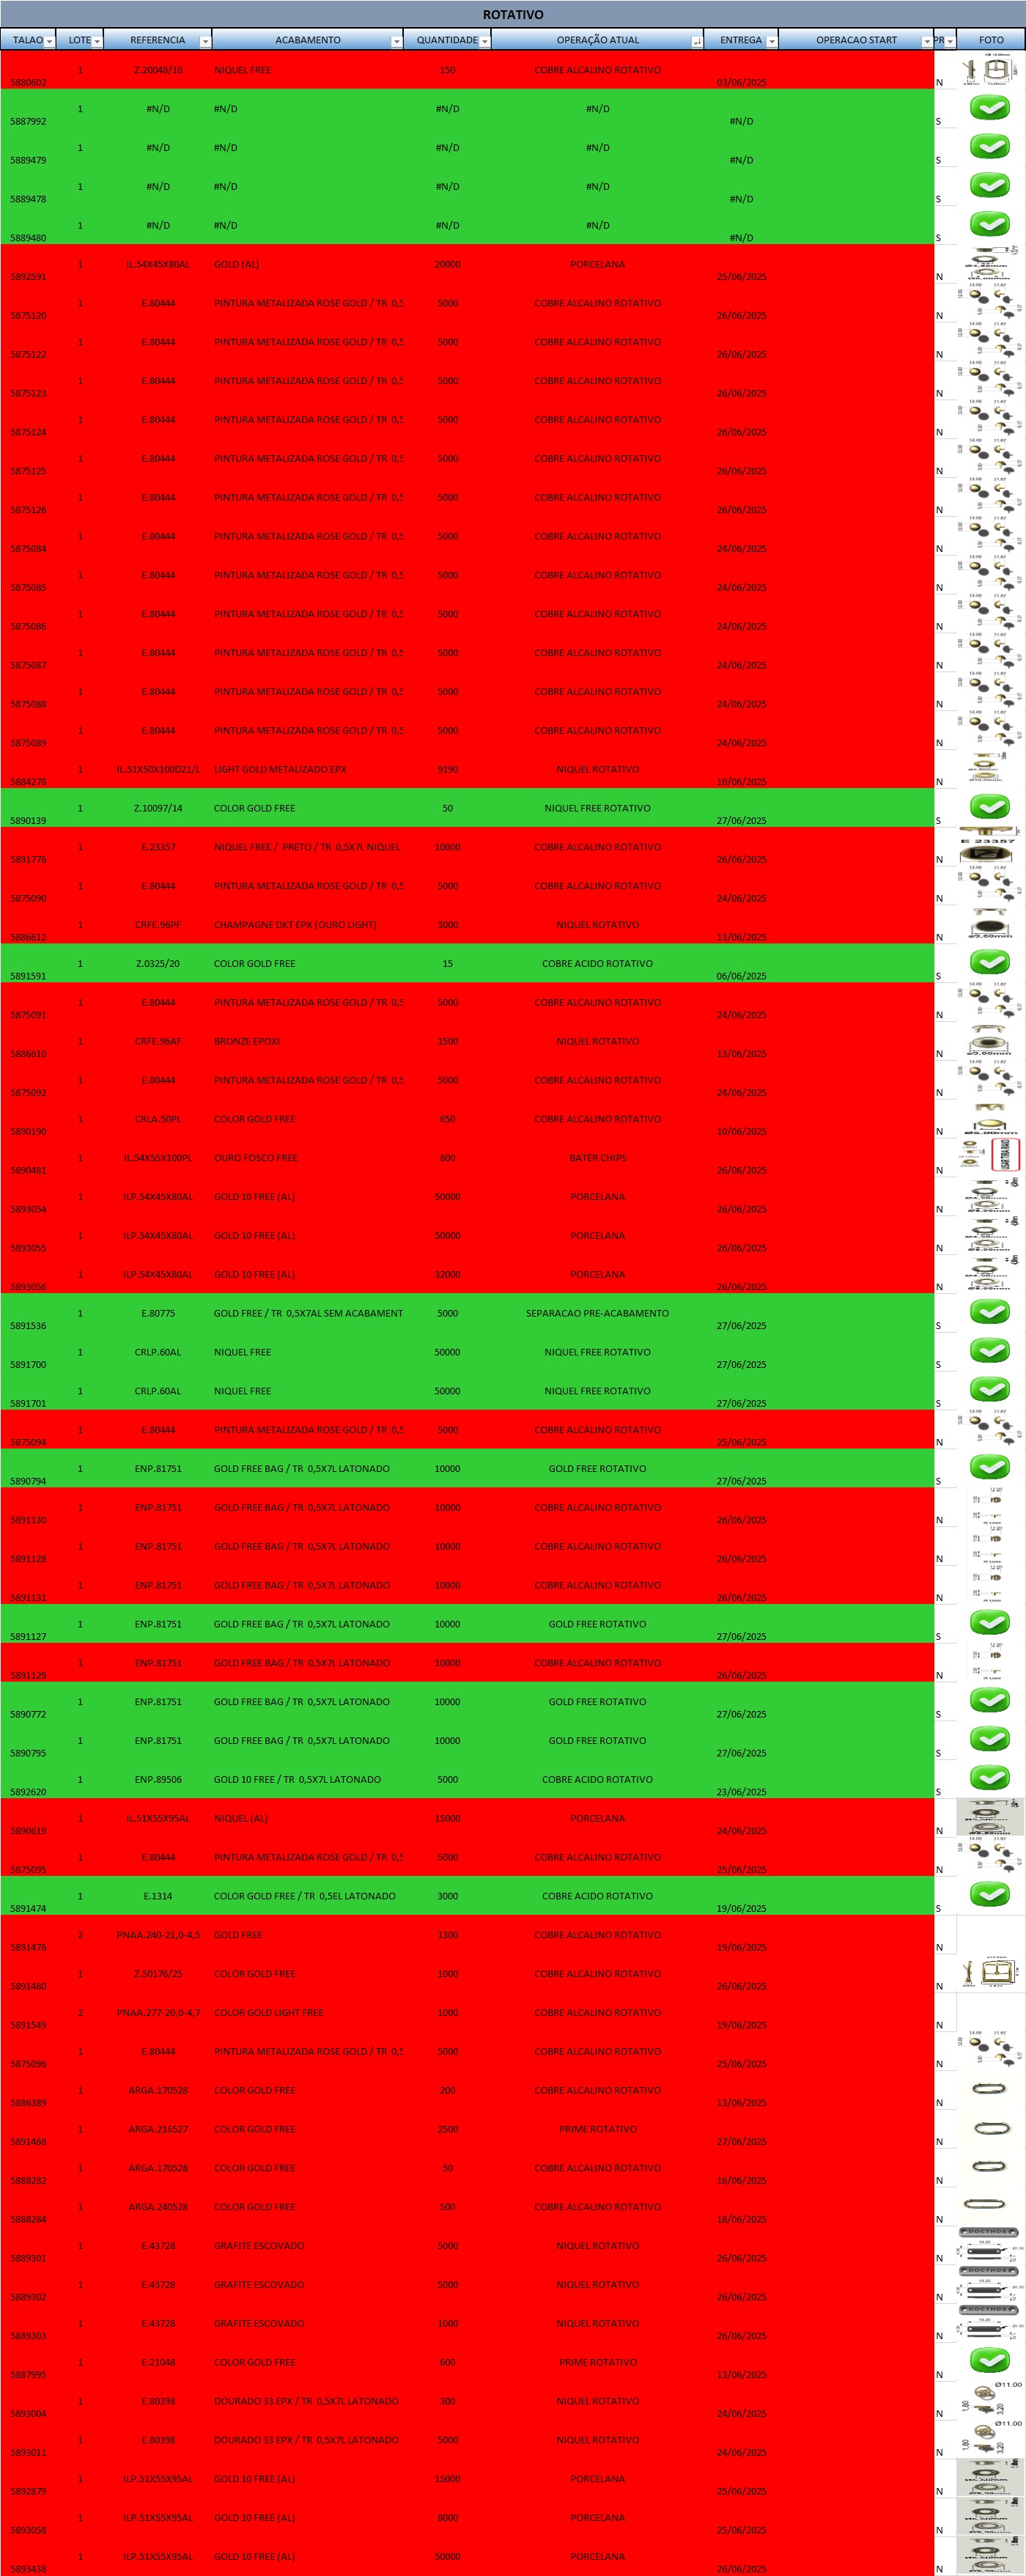 ROTATIVO
TALAO LOTE REFERENCIA ACABAMENTO QUANTIDADE OPERAÇÃO ATUAL ENTREGA OPERACAO START PR FOTO
5880602 1 Z.20048/10 NIQUEL FREE 150 COBRE ALCALINO ROTATIVO 03/06/2025 N
5887992 1 #N/D #N/D #N/D #N/D #N/D S
5889479 1 #N/D #N/D #N/D #N/D #N/D S
5889478 1 #N/D #N/D #N/D #N/D #N/D S
5889480 1 #N/D #N/D #N/D #N/D #N/D S
5892591 1 IL.54X45X80AL GOLD (AL) 20000 PORCELANA 25/06/2025 N
5875120 1 E.80444 PINTURA METALIZADA ROSE GOLD / TR 0,5 5000 COBRE ALCALINO ROTATIVO 26/06/2025 N
5875122 1 E.80444 PINTURA METALIZADA ROSE GOLD / TR 0,5 5000 COBRE ALCALINO ROTATIVO 26/06/2025 N
5875123 1 E.80444 PINTURA METALIZADA ROSE GOLD / TR 0,5 5000 COBRE ALCALINO ROTATIVO 26/06/2025 N
5875124 1 E.80444 PINTURA METALIZADA ROSE GOLD / TR 0,5 5000 COBRE ALCALINO ROTATIVO 26/06/2025 N
5875125 1 E.80444 PINTURA METALIZADA ROSE GOLD / TR 0,5 5000 COBRE ALCALINO ROTATIVO 26/06/2025 N
5875126 1 E.80444 PINTURA METALIZADA ROSE GOLD / TR 0,5 5000 COBRE ALCALINO ROTATIVO 26/06/2025 N
5875084 1 E.80444 PINTURA METALIZADA ROSE GOLD / TR 0,5 5000 COBRE ALCALINO ROTATIVO 24/06/2025 N
5875085 1 E.80444 PINTURA METALIZADA ROSE GOLD / TR 0,5 5000 COBRE ALCALINO ROTATIVO 24/06/2025 N
5875086 1 E.80444 PINTURA METALIZADA ROSE GOLD / TR 0,5 5000 COBRE ALCALINO ROTATIVO 24/06/2025 N
5875087 1 E.80444 PINTURA METALIZADA ROSE GOLD / TR 0,5 5000 COBRE ALCALINO ROTATIVO 24/06/2025 N
5875088 1 E.80444 PINTURA METALIZADA ROSE GOLD / TR 0,5 5000 COBRE ALCALINO ROTATIVO 24/06/2025 N
5875089 1 E.80444 PINTURA METALIZADA ROSE GOLD / TR 0,5 5000 COBRE ALCALINO ROTATIVO 24/06/2025 N
5884278 1 IL.51X50X100D21/L LIGHT GOLD METALIZADO EPX 9190 NIQUEL ROTATIVO 10/06/2025 N
5890139 1 Z.10097/14 COLOR GOLD FREE 50 NIQUEL FREE ROTATIVO 27/06/2025 S
5891776 1 E.23357 NIQUEL FREE / PRETO / TR 0,5X7L NIQUEL 10000 COBRE ALCALINO ROTATIVO 26/06/2025 N E 23357
5875090 1 E.80444 PINTURA METALIZADA ROSE GOLD / TR 0,5 5000 COBRE ALCALINO ROTATIVO 24/06/2025 N
5886612 1 CRFE.96PF CHAMPAGNE DKT EPX (OURO LIGHT) 3000 NIQUEL ROTATIVO 13/06/2025 N
5891591 1 Z.0325/20 COLOR GOLD FREE 15 COBRE ACIDO ROTATIVO 06/06/2025 S
5875091 1 E.80444 PINTURA METALIZADA ROSE GOLD / TR 0,5 5000 COBRE ALCALINO ROTATIVO 24/06/2025 N
5886610 1 CRFE.96AF BRONZE EPOXI 1500 NIQUEL ROTATIVO 13/06/2025 N
5875092 1 E.80444 PINTURA METALIZADA ROSE GOLD / TR 0,5 5000 COBRE ALCALINO ROTATIVO 24/06/2025 N
5890190 1 CRLA.50PL COLOR GOLD FREE 650 COBRE ALCALINO ROTATIVO 10/06/2025 N
5890481 1 IL.54X55X100PL OURO FOSCO FREE 800 BATER CHIPS 26/06/2025 N USAR TIRA RAIO
5893054 1 ILP.54X45X80AL GOLD 10 FREE (AL) 50000 PORCELANA 26/06/2025 N
5893055 1 ILP.54X45X80AL GOLD 10 FREE (AL) 50000 PORCELANA 26/06/2025 N
5893056 1 ILP.54X45X80AL GOLD 10 FREE (AL) 32000 PORCELANA 26/06/2025 N
5891536 1 E.80775 GOLD FREE / TR 0,5X7AL SEM ACABAMENT 5000 SEPARACAO PRE-ACABAMENTO 27/06/2025 S
5891700 1 CRLP.60AL NIQUEL FREE 50000 NIQUEL FREE ROTATIVO 27/06/2025 S
5891701 1 CRLP.60AL NIQUEL FREE 50000 NIQUEL FREE ROTATIVO 27/06/2025 S
5875094 1 E.80444 PINTURA METALIZADA ROSE GOLD / TR 0,5 5000 COBRE ALCALINO ROTATIVO 25/06/2025 N
5890794 1 ENP.81751 GOLD FREE BAG / TR 0,5X7L LATONADO 10000 GOLD FREE ROTATIVO 27/06/2025 S
5891130 1 ENP.81751 GOLD FREE BAG / TR 0,5X7L LATONADO 10000 COBRE ALCALINO ROTATIVO 26/06/2025 N
5891128 1 ENP.81751 GOLD FREE BAG / TR 0,5X7L LATONADO 10000 COBRE ALCALINO ROTATIVO 26/06/2025 N
5891131 1 ENP.81751 GOLD FREE BAG / TR 0,5X7L LATONADO 10000 COBRE ALCALINO ROTATIVO 26/06/2025 N
5891127 1 ENP.81751 GOLD FREE BAG / TR 0,5X7L LATONADO 10000 GOLD FREE ROTATIVO 27/06/2025 S
5891129 1 ENP.81751 GOLD FREE BAG / TR 0,5X7L LATONADO 10000 COBRE ALCALINO ROTATIVO 26/06/2025 N
5890772 1 ENP.81751 GOLD FREE BAG / TR 0,5X7L LATONADO 10000 GOLD FREE ROTATIVO 27/06/2025 S
5890795 1 ENP.81751 GOLD FREE BAG / TR 0,5X7L LATONADO 10000 GOLD FREE ROTATIVO 27/06/2025 S
5892620 1 ENP.89506 GOLD 10 FREE / TR 0,5X7L LATONADO 5000 COBRE ACIDO ROTATIVO 23/06/2025 S
5890619 1 IL.51X55X95AL NIQUEL (AL) 15000 PORCELANA 24/06/2025 N
5875095 1 E.80444 PINTURA METALIZADA ROSE GOLD / TR 0,5 5000 COBRE ALCALINO ROTATIVO 25/06/2025 N
5891474 1 E.1314 COLOR GOLD FREE / TR 0,5EL LATONADO 3000 COBRE ACIDO ROTATIVO 19/06/2025 S
5891476 2 PNAA.240-21,0-4,5 GOLD FREE 1300 COBRE ALCALINO ROTATIVO 19/06/2025 N
5891480 1 Z.50176/25 COLOR GOLD FREE 1000 COBRE ALCALINO ROTATIVO 26/06/2025 N
5891549 2 PNAA.277-20,0-4,7 COLOR GOLD LIGHT FREE 1000 COBRE ALCALINO ROTATIVO 19/06/2025 N
5875096 1 E.80444 PINTURA METALIZADA ROSE GOLD / TR 0,5 5000 COBRE ALCALINO ROTATIVO 25/06/2025 N
5886389 1 ARGA.170528 COLOR GOLD FREE 200 COBRE ALCALINO ROTATIVO 13/06/2025 N
5891468 1 ARGA.216527 COLOR GOLD FREE 2500 PRIME ROTATIVO 27/06/2025 N
5888282 1 ARGA.170528 COLOR GOLD FREE 50 COBRE ALCALINO ROTATIVO 16/06/2025 N
5888284 1 ARGA.240528 COLOR GOLD FREE 500 COBRE ALCALINO ROTATIVO 18/06/2025 N
5889301 1 E.43728 GRAFITE ESCOVADO 5000 NIQUEL ROTATIVO 26/06/2025 N
5889302 1 E.43728 GRAFITE ESCOVADO 5000 NIQUEL ROTATIVO 26/06/2025 N
5889303 1 E.43728 GRAFITE ESCOVADO 1000 NIQUEL ROTATIVO 26/06/2025 N
5887995 1 E.21048 COLOR GOLD FREE 600 PRIME ROTATIVO 13/06/2025 N
5893004 1 E.80398 DOURADO 33 EPX / TR 0,5X7L LATONADO 300 NIQUEL ROTATIVO 24/06/2025 N Ø11.00 1,80 3,20
5893011 1 E.80398 DOURADO 33 EPX / TR 0,5X7L LATONADO 5000 NIQUEL ROTATIVO 24/06/2025 N Ø11.00 1,80 3,20
5892879 1 ILP.51X55X95AL GOLD 10 FREE (AL) 15000 PORCELANA 25/06/2025 N
5893058 1 ILP.51X55X95AL GOLD 10 FREE (AL) 8000 PORCELANA 25/06/2025 N
5893438 1 ILP.51X55X95AL GOLD 10 FREE (AL) 50000 PORCELANA 26/06/2025 N